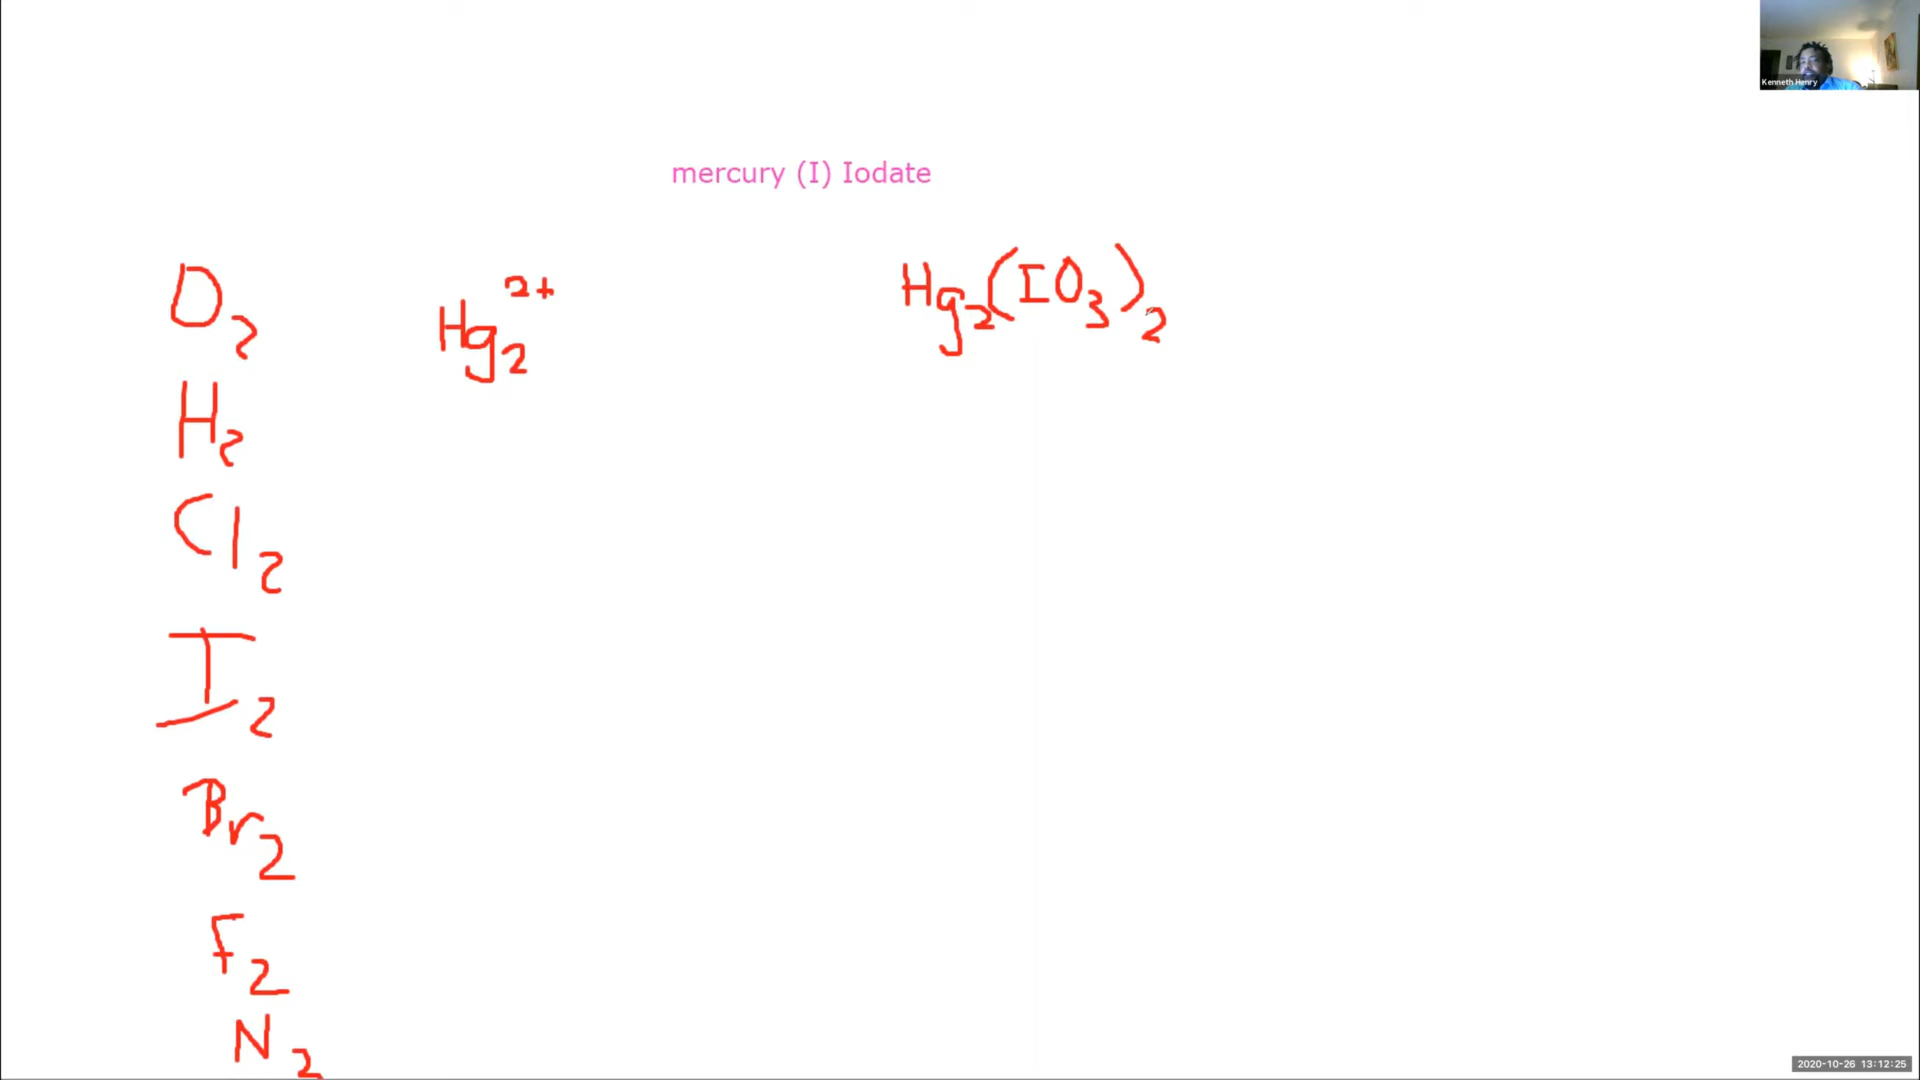 Kenneth Henry
mercury (I) Iodate
O2
Hg2 2+
Hg2(IO3)2
H2
Cl2
I2
Br2
F2
N2
2020-10-26 13:12:25